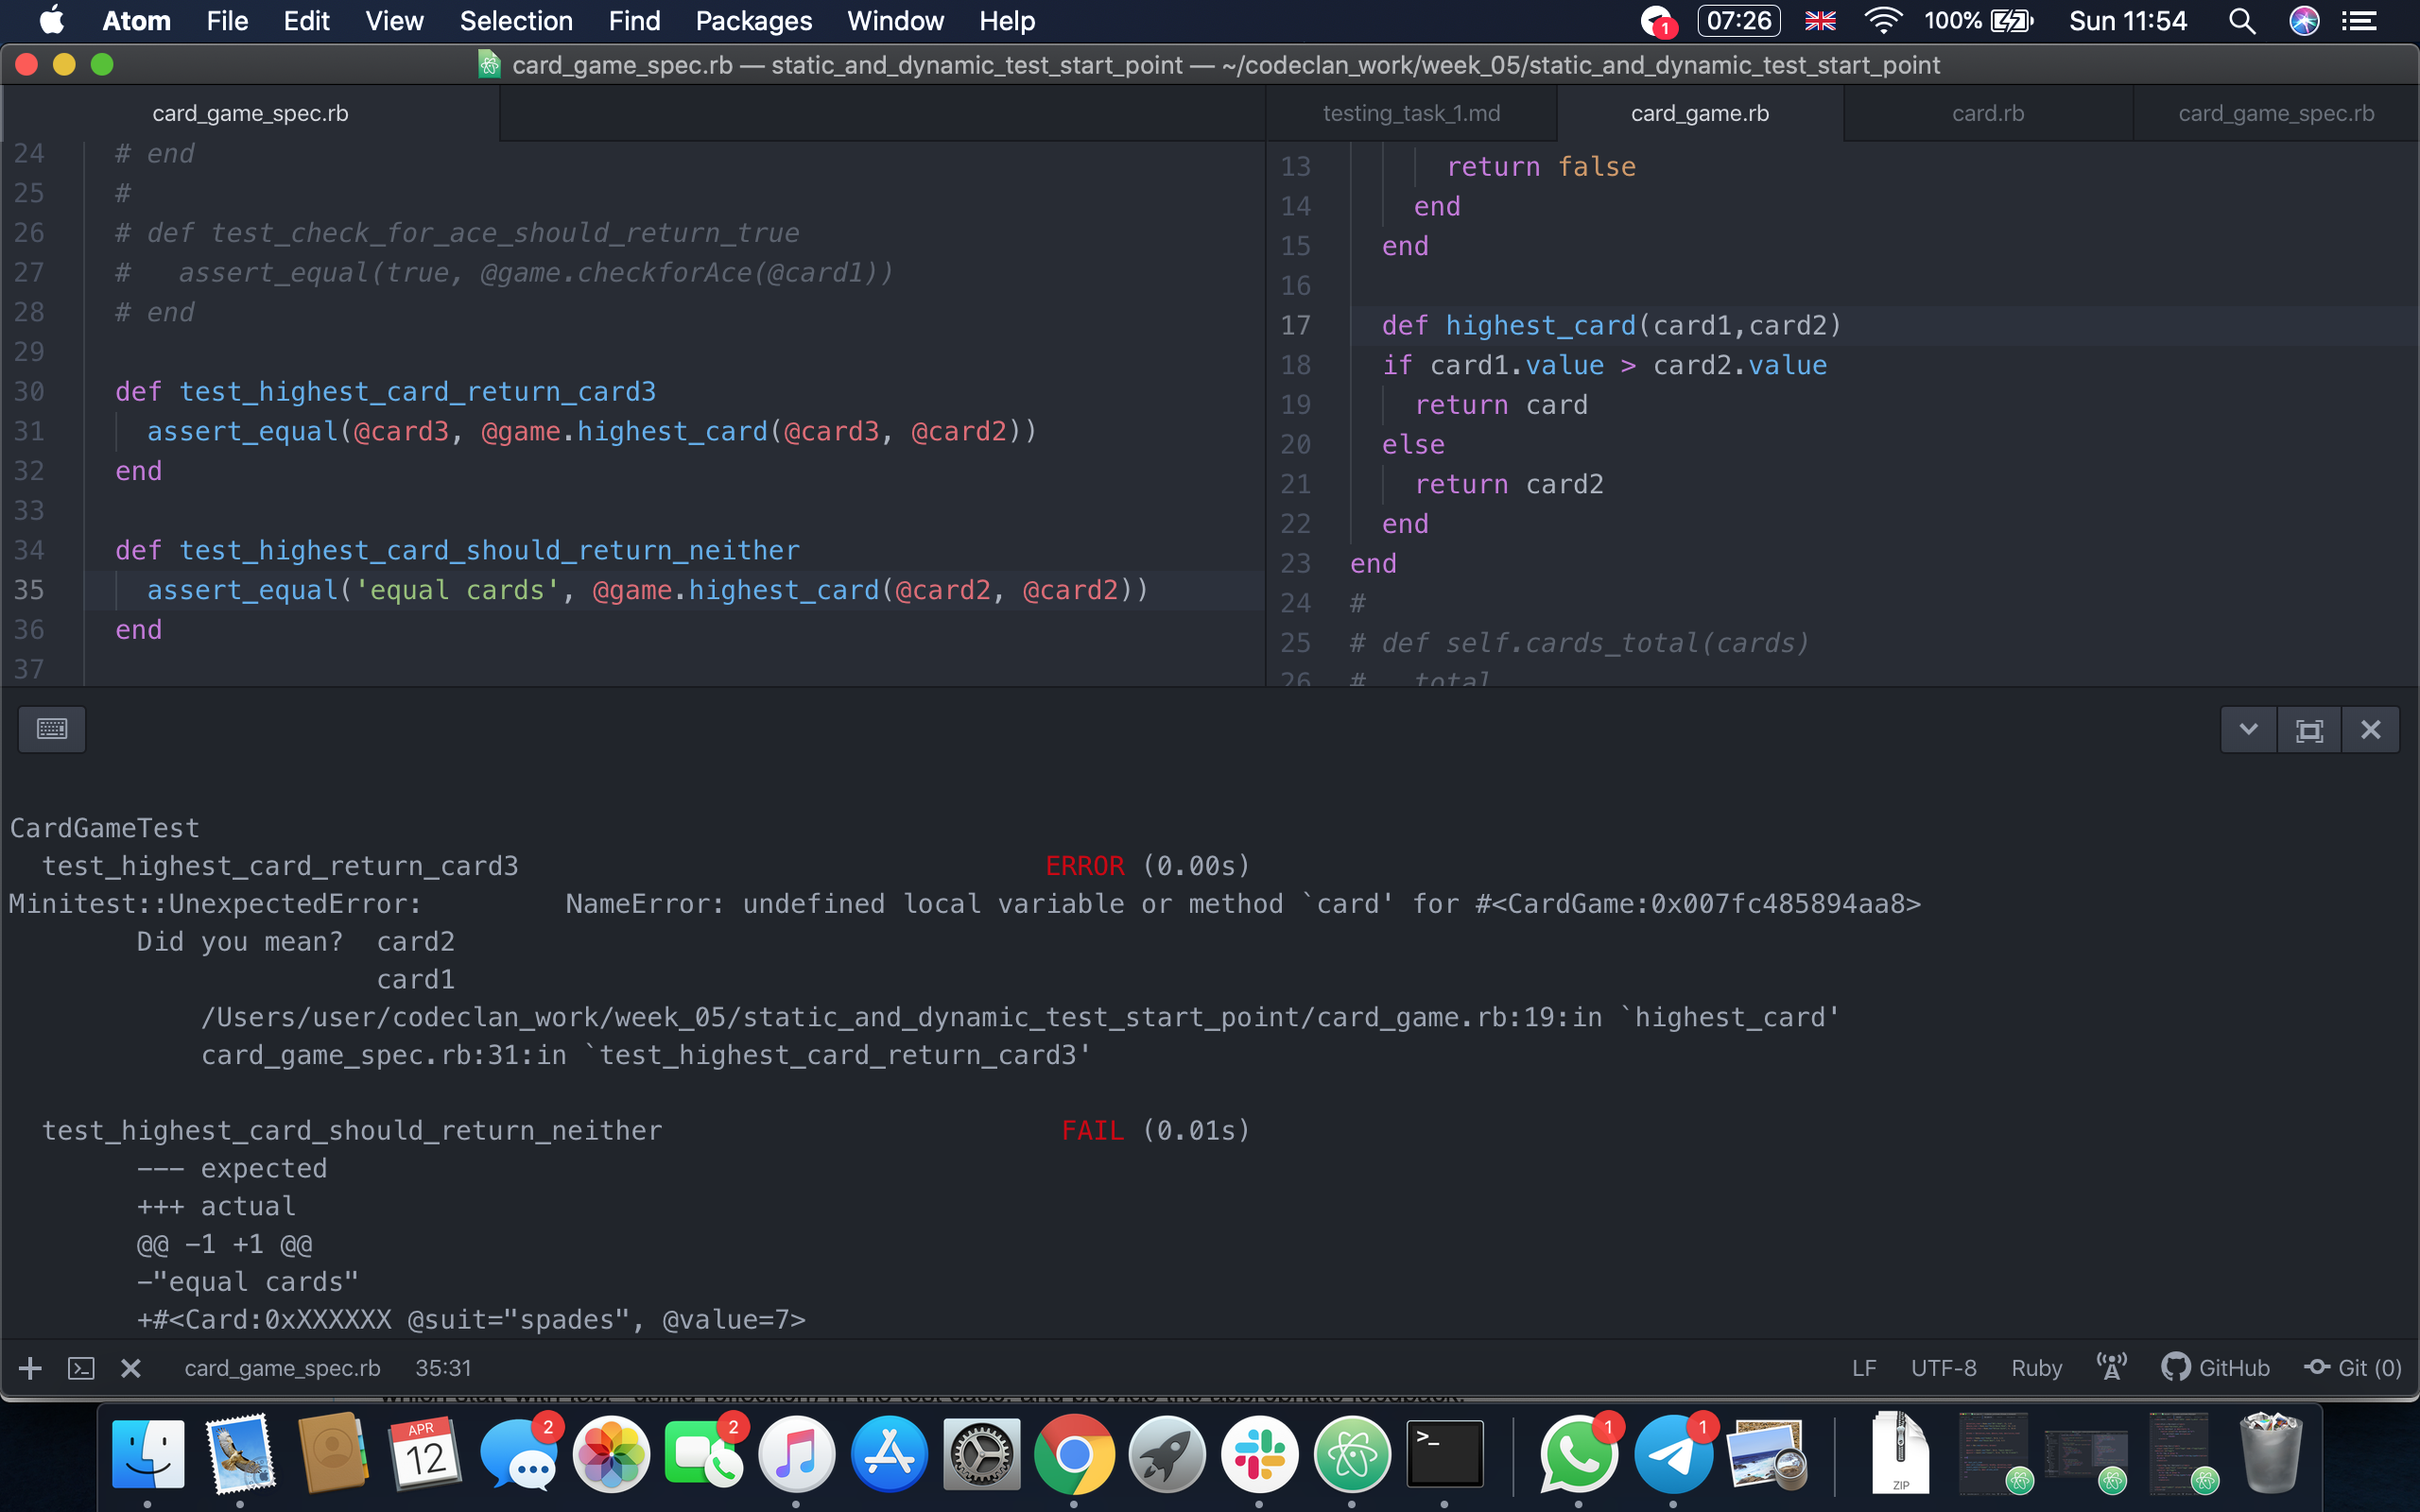 Atom File Edit View Selection Find Packages Window Help 1 07:26 100% Sun 11:54
card_game_spec.rb — static_and_dynamic_test_start_point — ~/codeclan_work/week_05/static_and_dynamic_test_start_point
card_game_spec.rb
24 # end
25 #
26 # def test_check_for_ace_should_return_true
27 #   assert_equal(true, @game.checkforAce(@card1))
28 # end
29
30 def test_highest_card_return_card3
31   assert_equal(@card3, @game.highest_card(@card3, @card2))
32 end
33
34 def test_highest_card_should_return_neither
35   assert_equal('equal cards', @game.highest_card(@card2, @card2))
36 end
37
testing_task_1.md card_game.rb card.rb card_game_spec.rb
13       return false
14     end
15   end
16
17   def highest_card(card1,card2)
18   if card1.value > card2.value
19     return card
20   else
21     return card2
22   end
23 end
24 #
25 # def self.cards_total(cards)
26 #   total
CardGameTest
test_highest_card_return_card3 ERROR (0.00s)
Minitest::UnexpectedError: NameError: undefined local variable or method `card' for #<CardGame:0x007fc485894aa8>
Did you mean?  card2
card1
/Users/user/codeclan_work/week_05/static_and_dynamic_test_start_point/card_game.rb:19:in `highest_card'
card_game_spec.rb:31:in `test_highest_card_return_card3'
test_highest_card_should_return_neither FAIL (0.01s)
--- expected
+++ actual
@@ -1 +1 @@
-"equal cards"
+#<Card:0xXXXXXX @suit="spades", @value=7>
card_game_spec.rb 35:31 LF UTF-8 Ruby GitHub Git (0)
APR
12
2 2 1 1
>_
ZIP